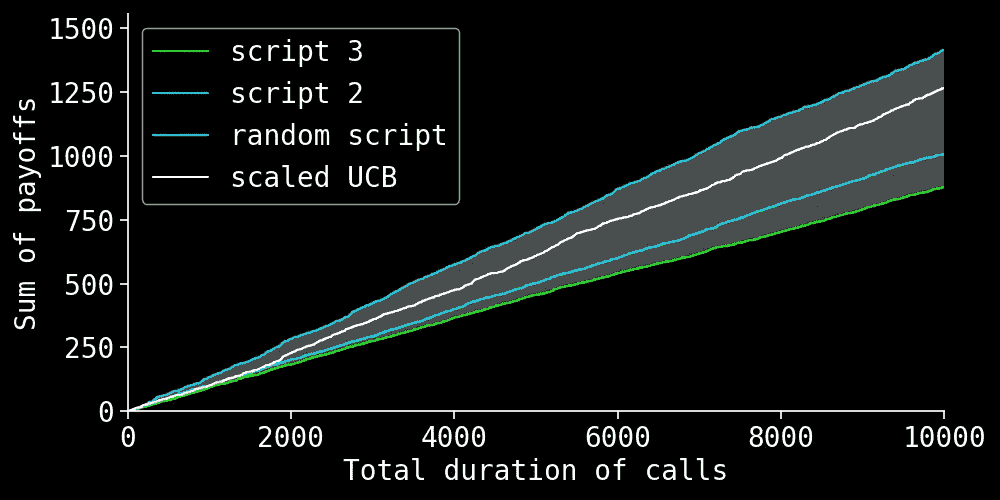 1500
1250
1000
750
500
250
0
Sum of payoffs
script 3
script 2
random script
scaled UCB
0 2000 4000 6000 8000 10000
Total duration of calls